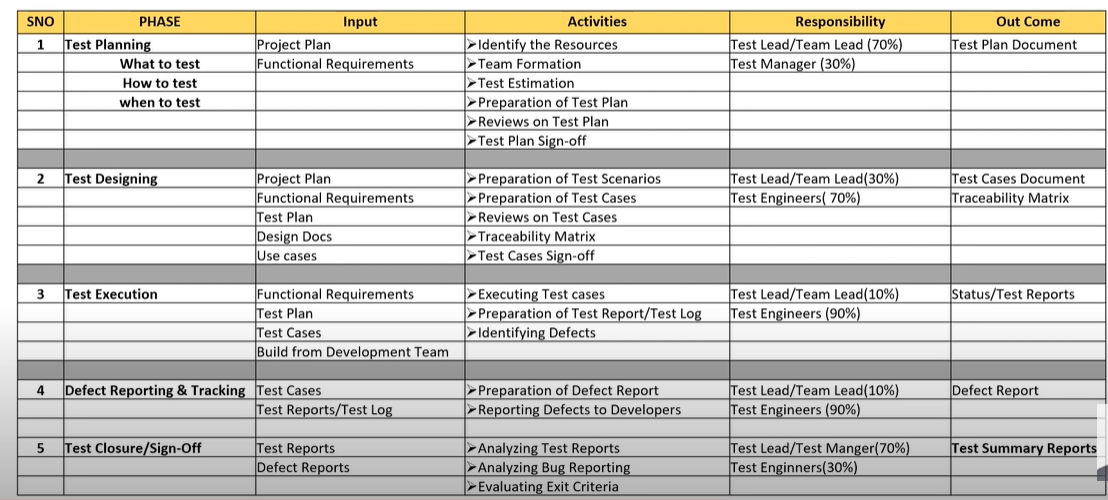 SNO PHASE Input Activities Responsibility Out Come
1 Test Planning Project Plan ➢Identify the Resources Test Lead/Team Lead (70%) Test Plan Document
What to test Functional Requirements ➢Team Formation Test Manager (30%)
How to test ➢Test Estimation
when to test ➢Preparation of Test Plan
➢Reviews on Test Plan
➢Test Plan Sign-off
2 Test Designing Project Plan ➢Preparation of Test Scenarios Test Lead/Team Lead(30%) Test Cases Document
Functional Requirements ➢Preparation of Test Cases Test Engineers( 70%) Traceability Matrix
Test Plan ➢Reviews on Test Cases
Design Docs ➢Traceability Matrix
Use cases ➢Test Cases Sign-off
3 Test Execution Functional Requirements ➢Executing Test cases Test Lead/Team Lead(10%) Status/Test Reports
Test Plan ➢Preparation of Test Report/Test Log Test Engineers (90%)
Test Cases ➢Identifying Defects
Build from Development Team
4 Defect Reporting & Tracking Test Cases ➢Preparation of Defect Report Test Lead/Team Lead(10%) Defect Report
Test Reports/Test Log ➢Reporting Defects to Developers Test Engineers (90%)
5 Test Closure/Sign-Off Test Reports ➢Analyzing Test Reports Test Lead/Test Manger(70%) Test Summary Reports
Defect Reports ➢Analyzing Bug Reporting Test Enginners(30%)
➢Evaluating Exit Criteria